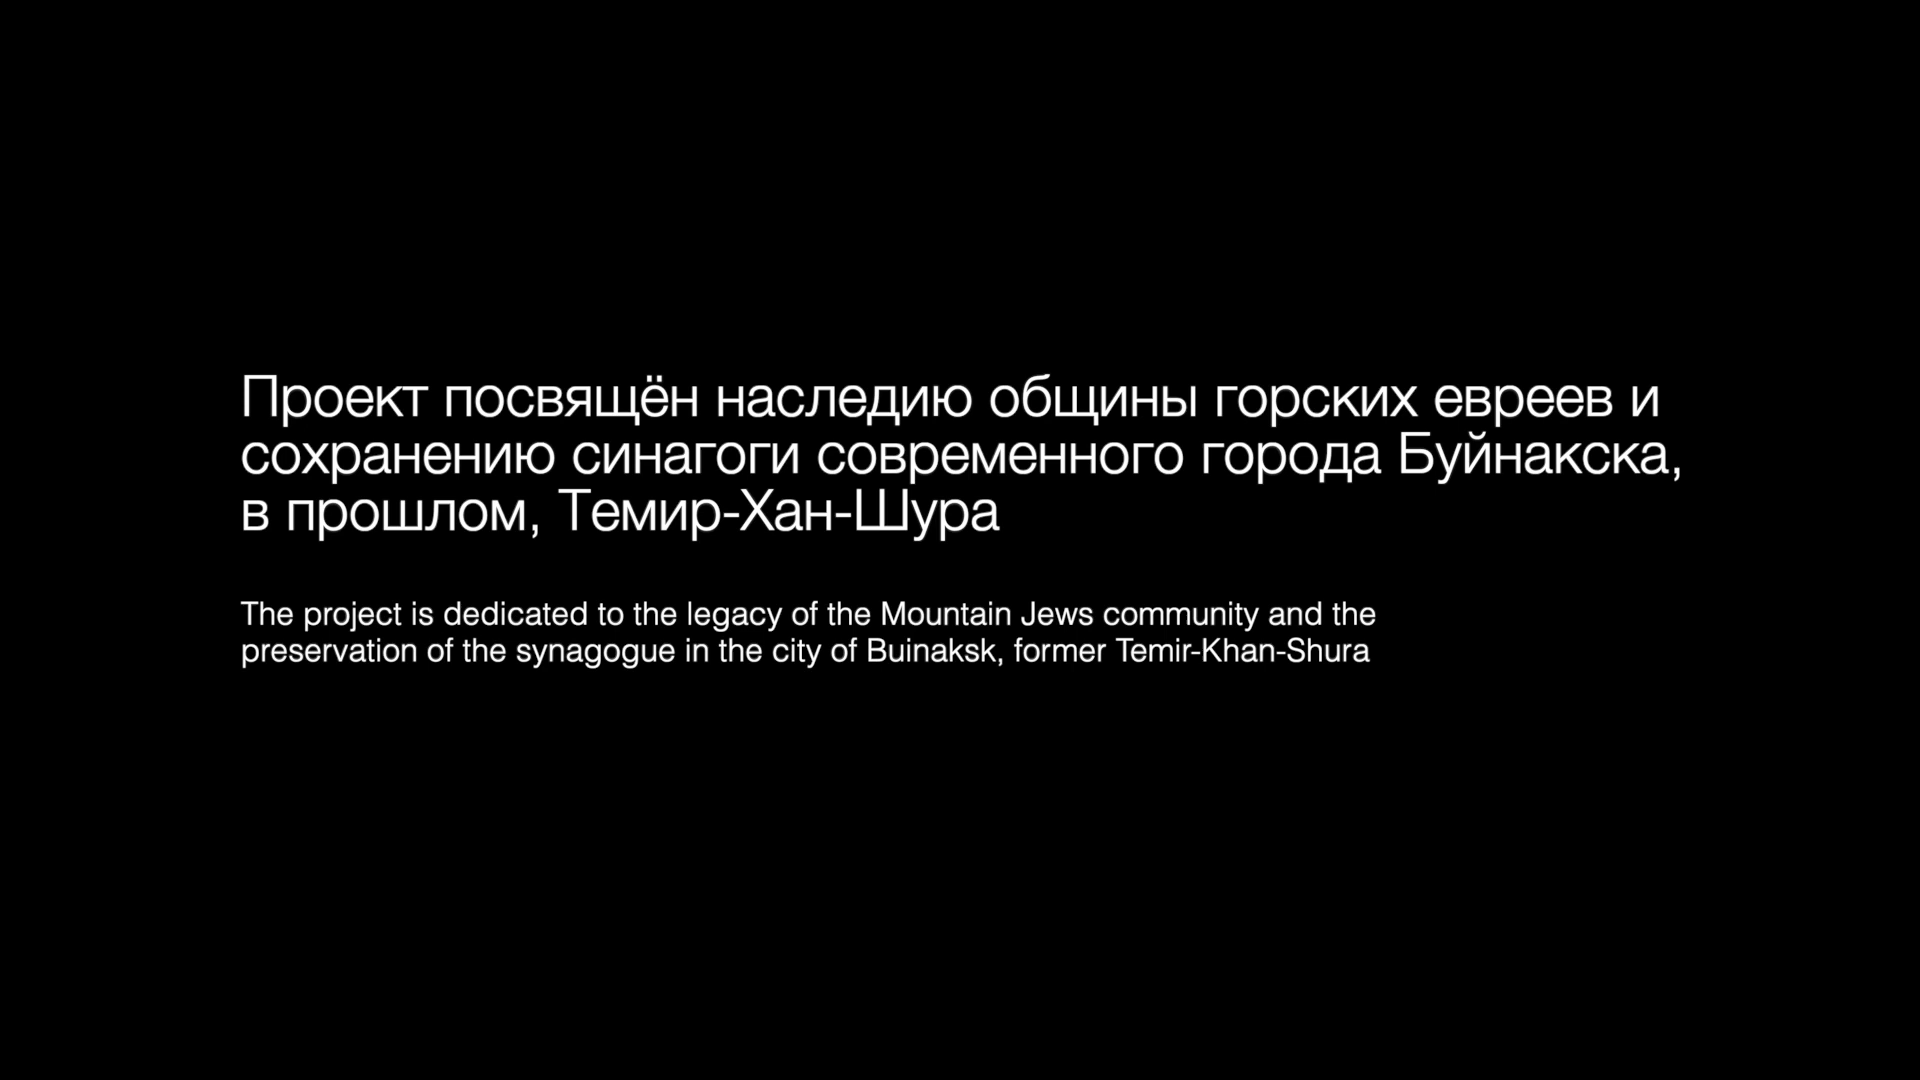 Проект посвящён наследию общины горских евреев и
сохранению синагоги современного города Буйнакска,
в прошлом, Темир-Хан-Шура
The project is dedicated to the legacy of the Mountain Jews community and the
preservation of the synagogue in the city of Buinaksk, former Temir-Khan-Shura